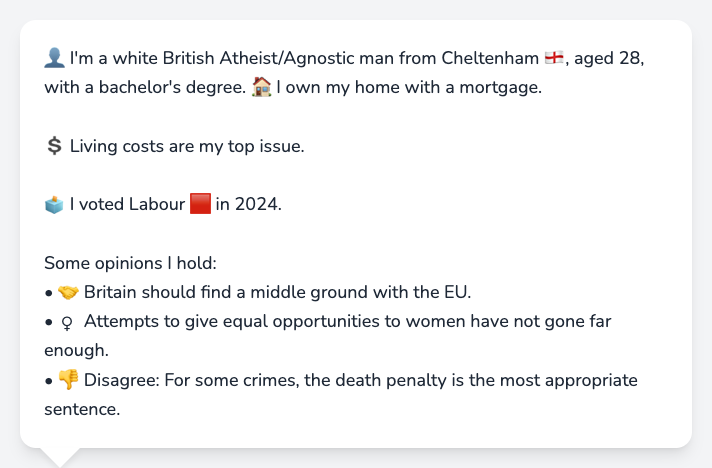 👤 I'm a white British Atheist/Agnostic man from Cheltenham 🏴󠁧󠁢󠁥󠁮󠁧󠁿, aged 28,
with a bachelor's degree. 🏠 I own my home with a mortgage.
💲 Living costs are my top issue.
🗳️ I voted Labour 🟥 in 2024.
Some opinions I hold:
• 🤝 Britain should find a middle ground with the EU.
• ♀ Attempts to give equal opportunities to women have not gone far
enough.
• 👎 Disagree: For some crimes, the death penalty is the most appropriate
sentence.